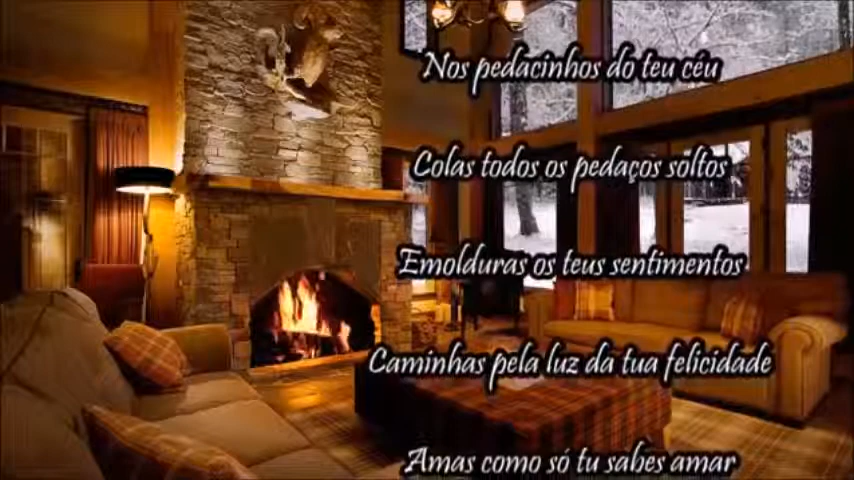 Nos pedacinhos do teu céu
Colas todos os pedaços soltos
Emolduras os teus sentimentos
Caminhas pela luz da tua felicidade
Amas como só tu sabes amar